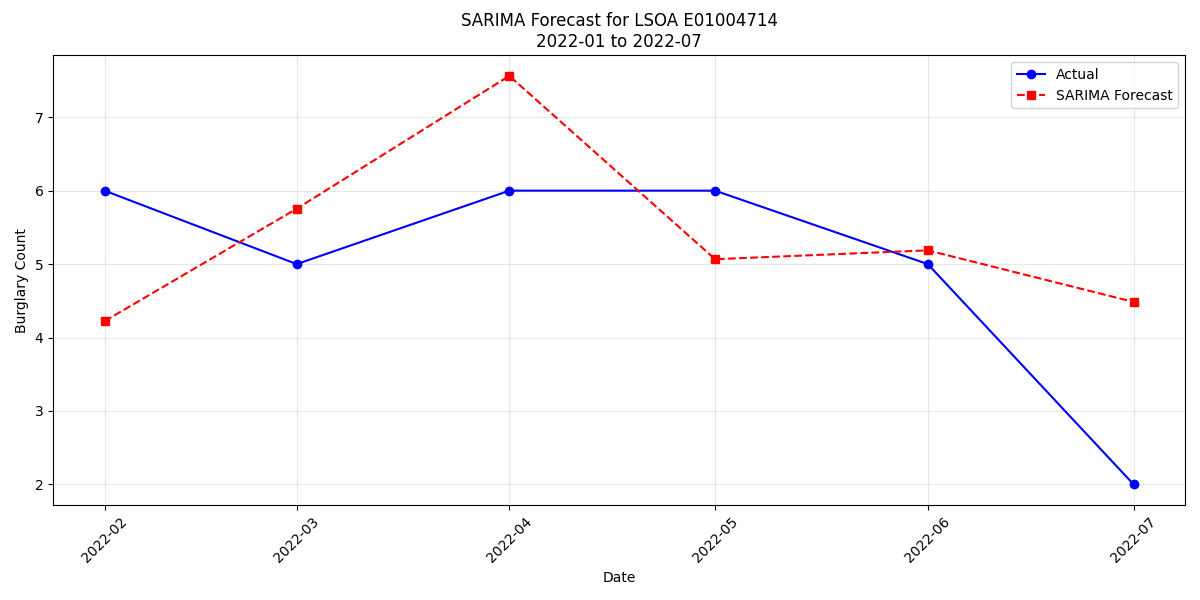 SARIMA Forecast for LSOA E01004714
2022-01 to 2022-07
Actual
SARIMA Forecast
Burglary Count
7
6
5
4
3
2
2022-02
2022-03
2022-04
2022-05
2022-06
2022-07
Date